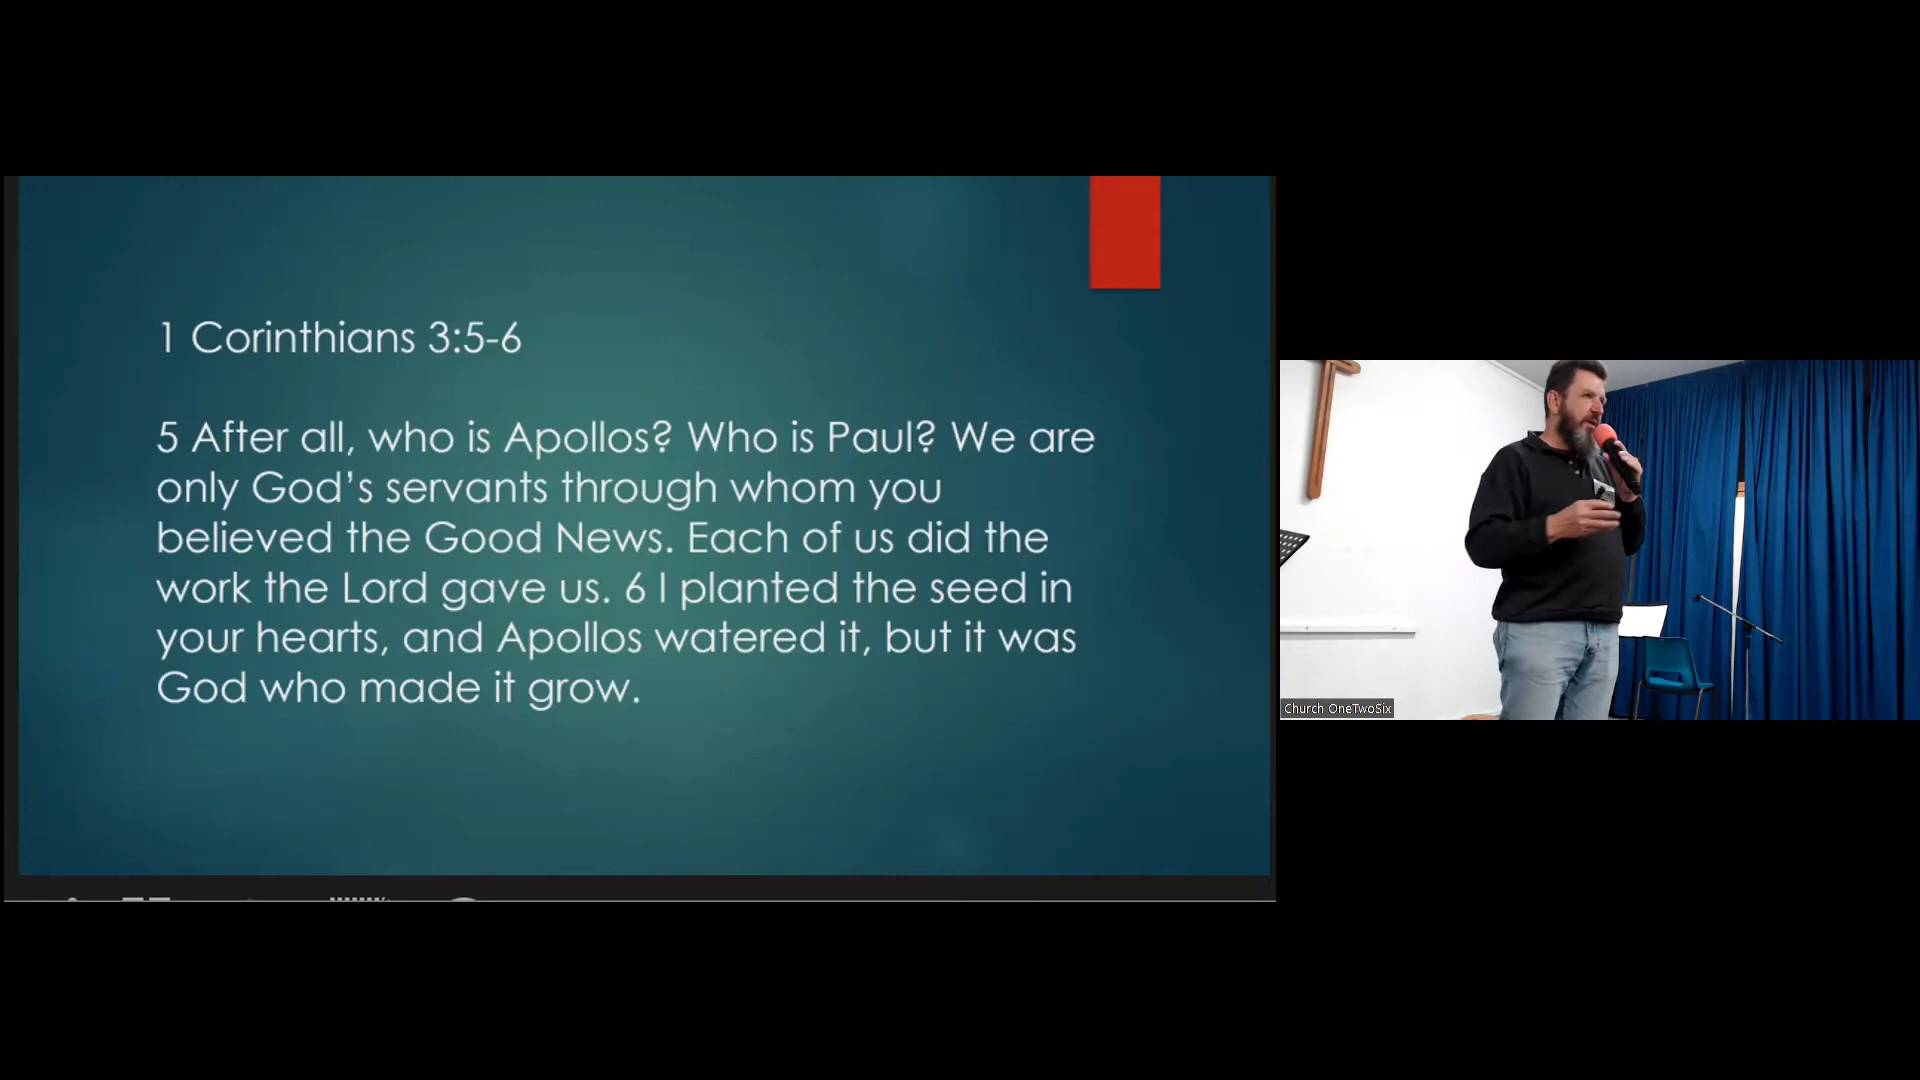 1 Corinthians 3:5-6
5 After all, who is Apollos? Who is Paul? We are
only God’s servants through whom you
believed the Good News. Each of us did the
work the Lord gave us. 6 I planted the seed in
your hearts, and Apollos watered it, but it was
God who made it grow.
Church OneTwoSix